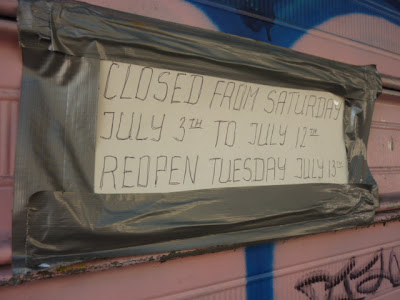 CLOSED FROM SATURDAY
JULY 3TH TO JULY 12TH
REOPEN TUESDAY JULY 13TH